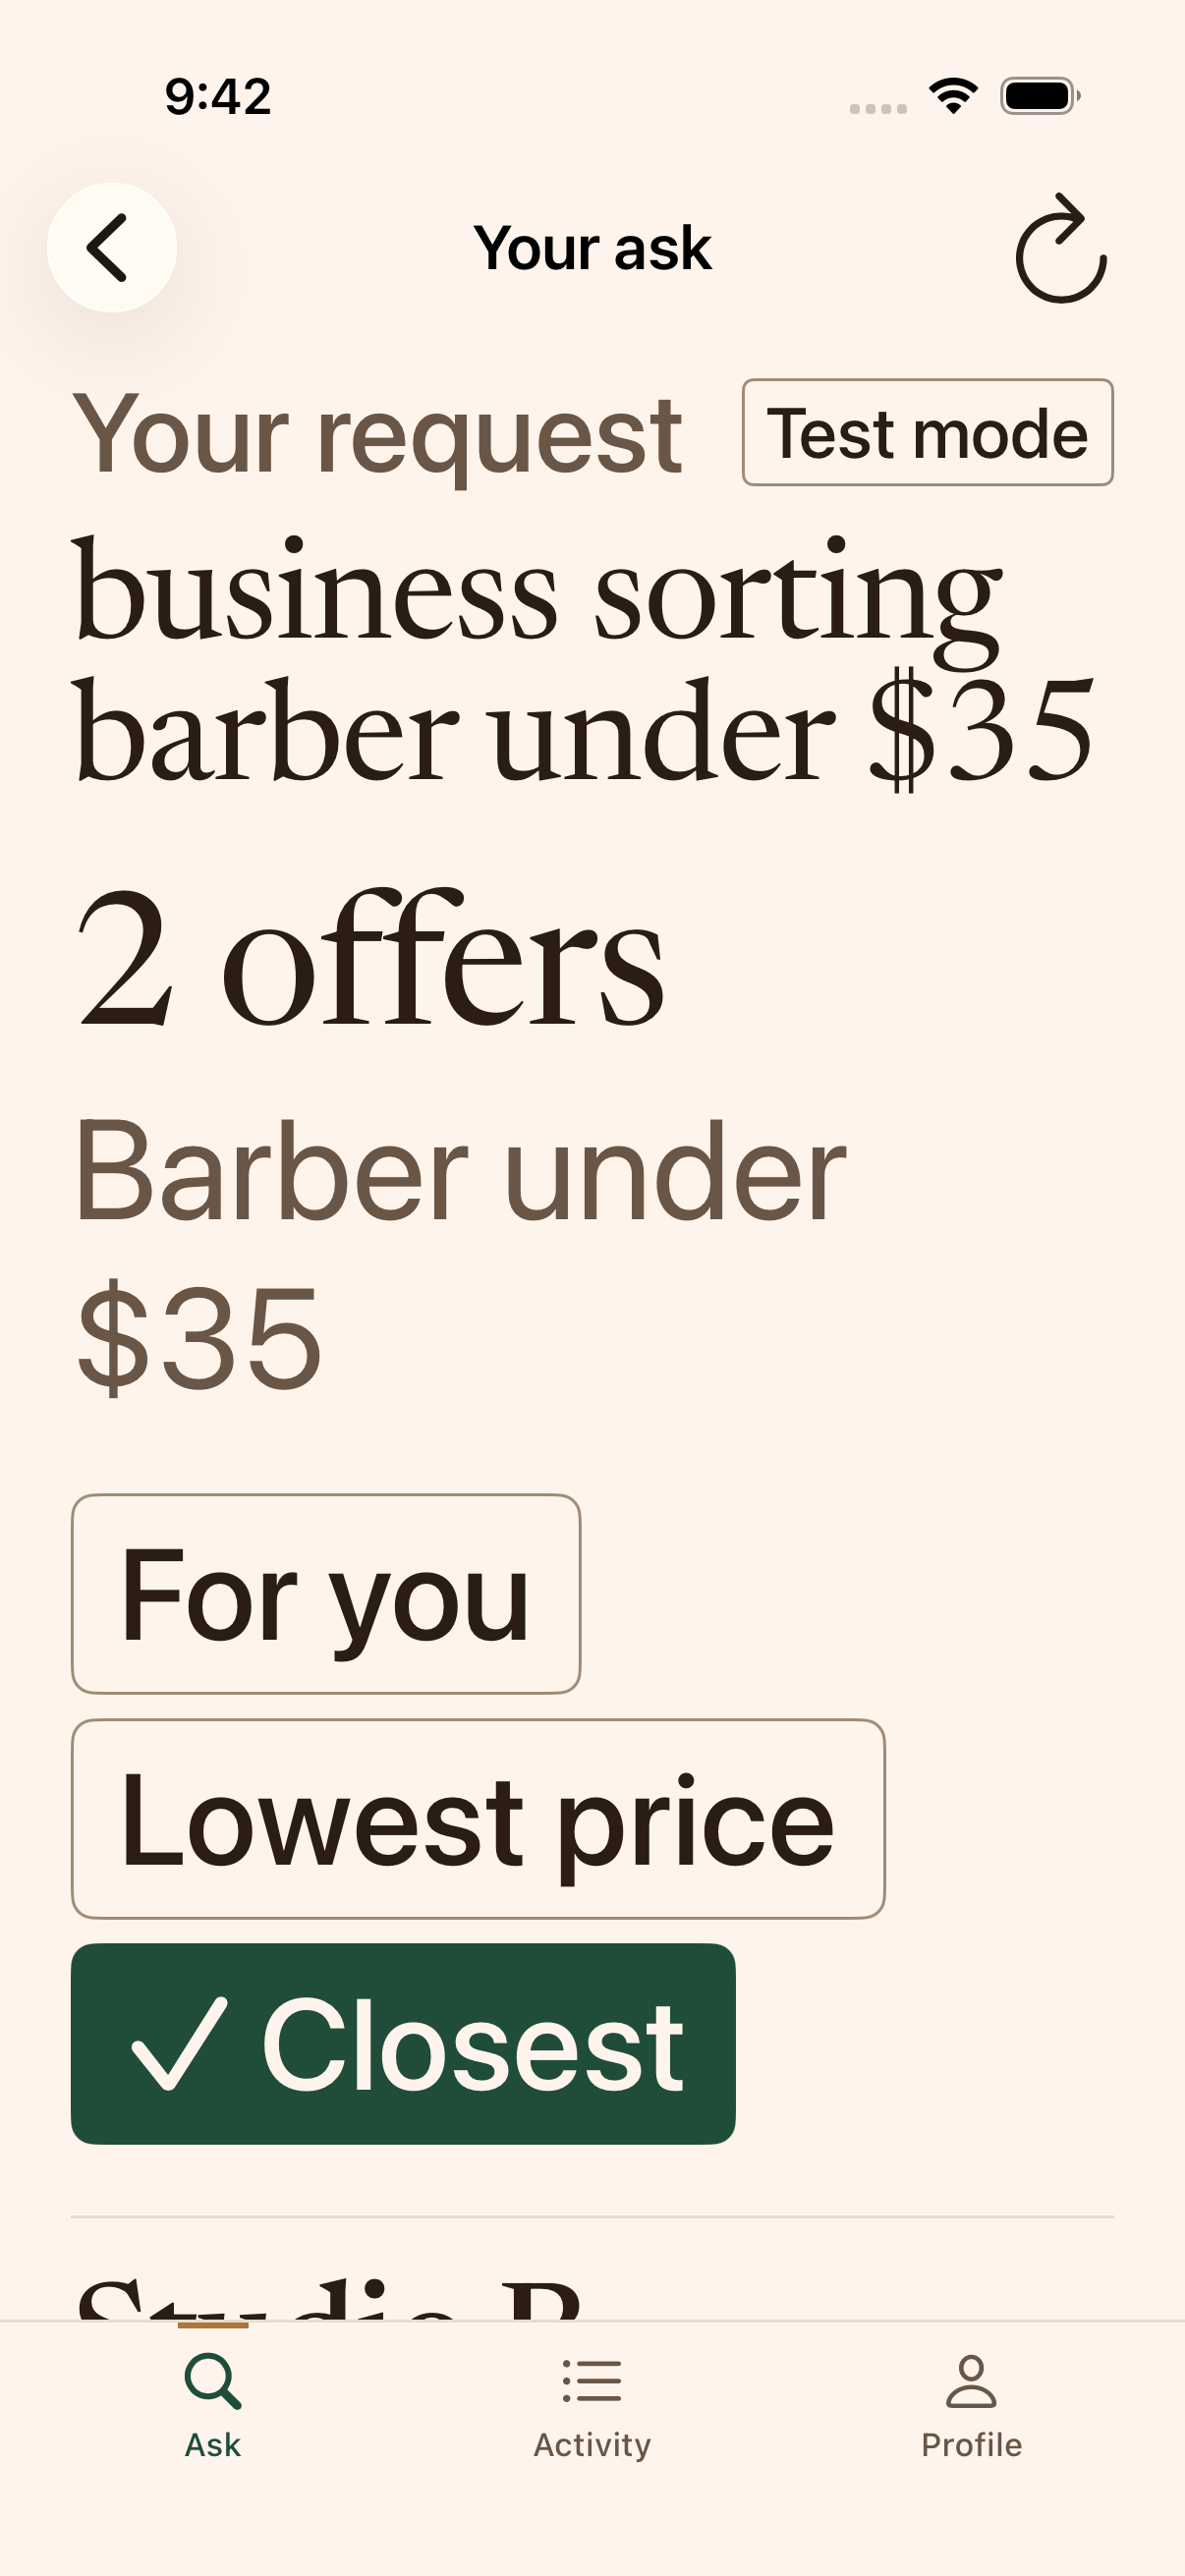 9:42
Your ask
Your request
Test mode
business sorting
barber under $35
2 offers
Barber under
$35
For you
Lowest price
✓ Closest
Studio B
Ask
Activity
Profile